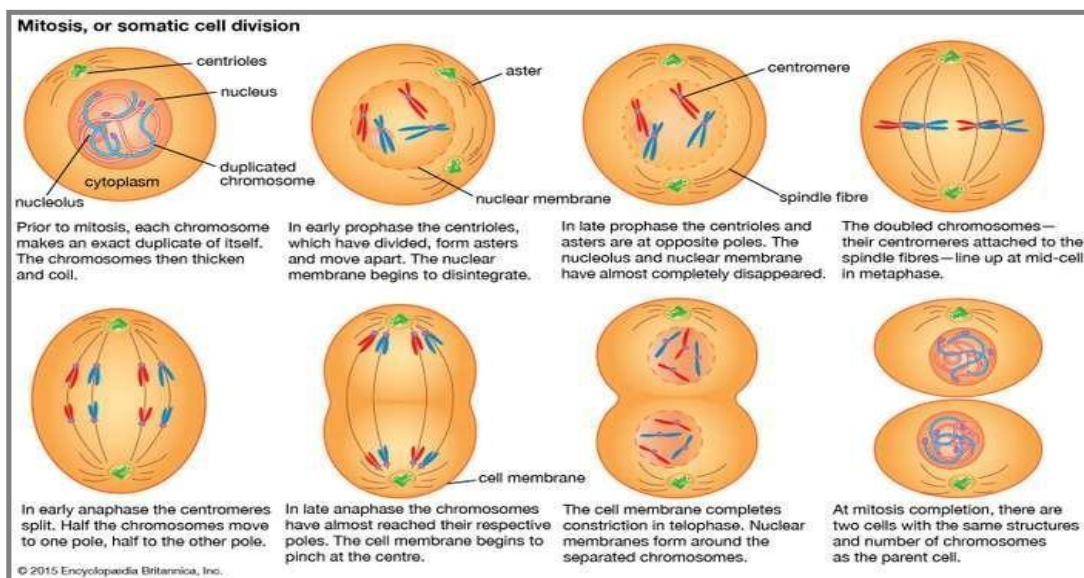 Mitosis, or somatic cell division
centrioles
nucleus
duplicated
chromosome
cytoplasm
nucleolus
aster
nuclear membrane
centromere
spindle fibre
Prior to mitosis, each chromosome
makes an exact duplicate of itself.
The chromosomes then thicken
and coil.
In early prophase the centrioles,
which have divided, form asters
and move apart. The nuclear
membrane begins to disintegrate.
In late prophase the centrioles and
asters are at opposite poles. The
nucleolus and nuclear membrane
have almost completely disappeared.
The doubled chromosomes—
their centromeres attached to the
spindle fibres—line up at mid-cell
in metaphase.
cell membrane
In early anaphase the centromeres
split. Half the chromosomes move
to one pole, half to the other pole.
In late anaphase the chromosomes
have almost reached their respective
poles. The cell membrane begins to
pinch at the centre.
The cell membrane completes
constriction in telophase. Nuclear
membranes form around the
separated chromosomes.
At mitosis completion, there are
two cells with the same structures
and number of chromosomes
as the parent cell.
© 2015 Encyclopædia Britannica, Inc.